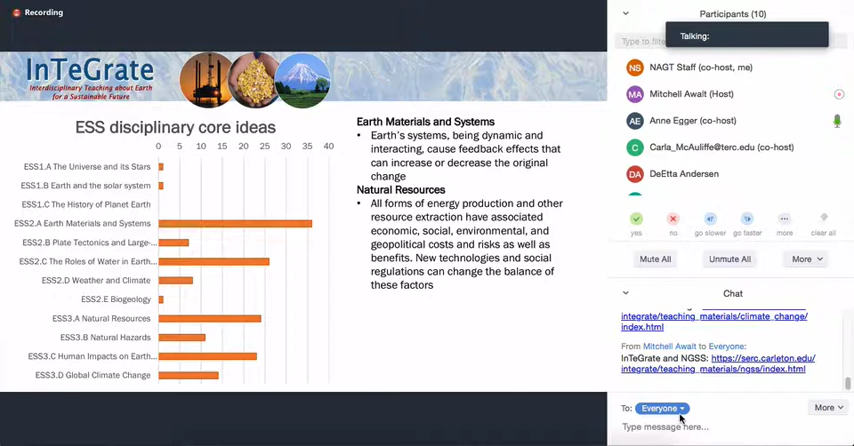 Recording
InTeGrate
Interdisciplinary Teaching about Earth
for a Sustainable Future
ESS disciplinary core ideas
0 5 10 15 20 25 30 35 40
ESS1.A The Universe and its Stars
ESS1.B Earth and the solar system
ESS1.C The History of Planet Earth
ESS2.A Earth Materials and Systems
ESS2.B Plate Tectonics and Large-...
ESS2.C The Roles of Water in Earth...
ESS2.D Weather and Climate
ESS2.E Biogeology
ESS3.A Natural Resources
ESS3.B Natural Hazards
ESS3.C Human Impacts on Earth...
ESS3.D Global Climate Change
Earth Materials and Systems
• Earth's systems, being dynamic and
interacting, cause feedback effects that
can increase or decrease the original
change
Natural Resources
• All forms of energy production and other
resource extraction have associated
economic, social, environmental, and
geopolitical costs and risks as well as
benefits. New technologies and social
regulations can change the balance of
these factors
Participants (10)
Type to filte
Talking:
NS NAGT Staff (co-host, me)
MA Mitchell Awalt (Host)
AE Anne Egger (co-host)
C Carla_McAuliffe@terc.edu (co-host)
DA DeEtta Andersen
yes no go slower go faster more clear all
Mute All Unmute All More
Chat
integrate/teaching_materials/climate_change/
index.html
From Mitchell Awalt to Everyone:
InTeGrate and NGSS: https://serc.carleton.edu/
integrate/teaching_materials/ngss/index.html
To: Everyone More
Type message here...